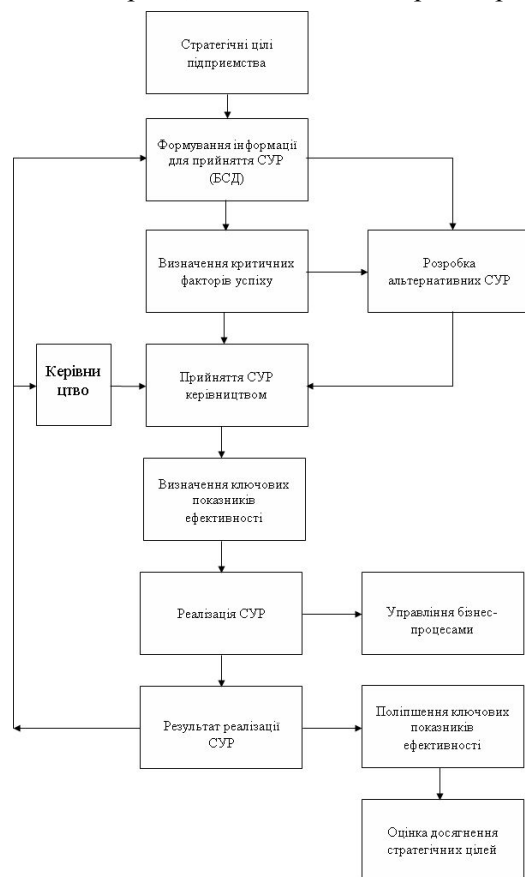 Стратегічні цілі
підприємства
Формування інформації
для прийняття СУР
(БСД)
Визначення критичних
факторів успіху
Розробка
альтернативних СУР
Керівни
цтво
Прийняття СУР
керівництвом
Визначення ключових
показників
ефективності
Реалізація СУР
Управління бізнес-
процесами
Результат реалізації
СУР
Поліпшення ключових
показників
ефективності
Оцінка досягнення
стратегічних цілей